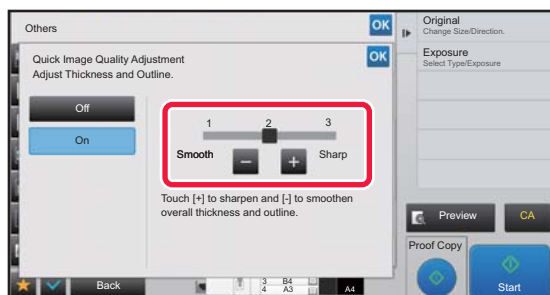 Others
OK
Quick Image Quality Adjustment
OK
Adjust Thickness and Outline.
Off
On
1 2 3
Smooth
Sharp
Touch [+] to sharpen and [-] to smoothen
overall thickness and outline.
Back
3 B4
4 A3
A4
Original
Change Size/Direction.
Exposure
Select Type/Exposure
Preview
CA
Proof Copy
Start